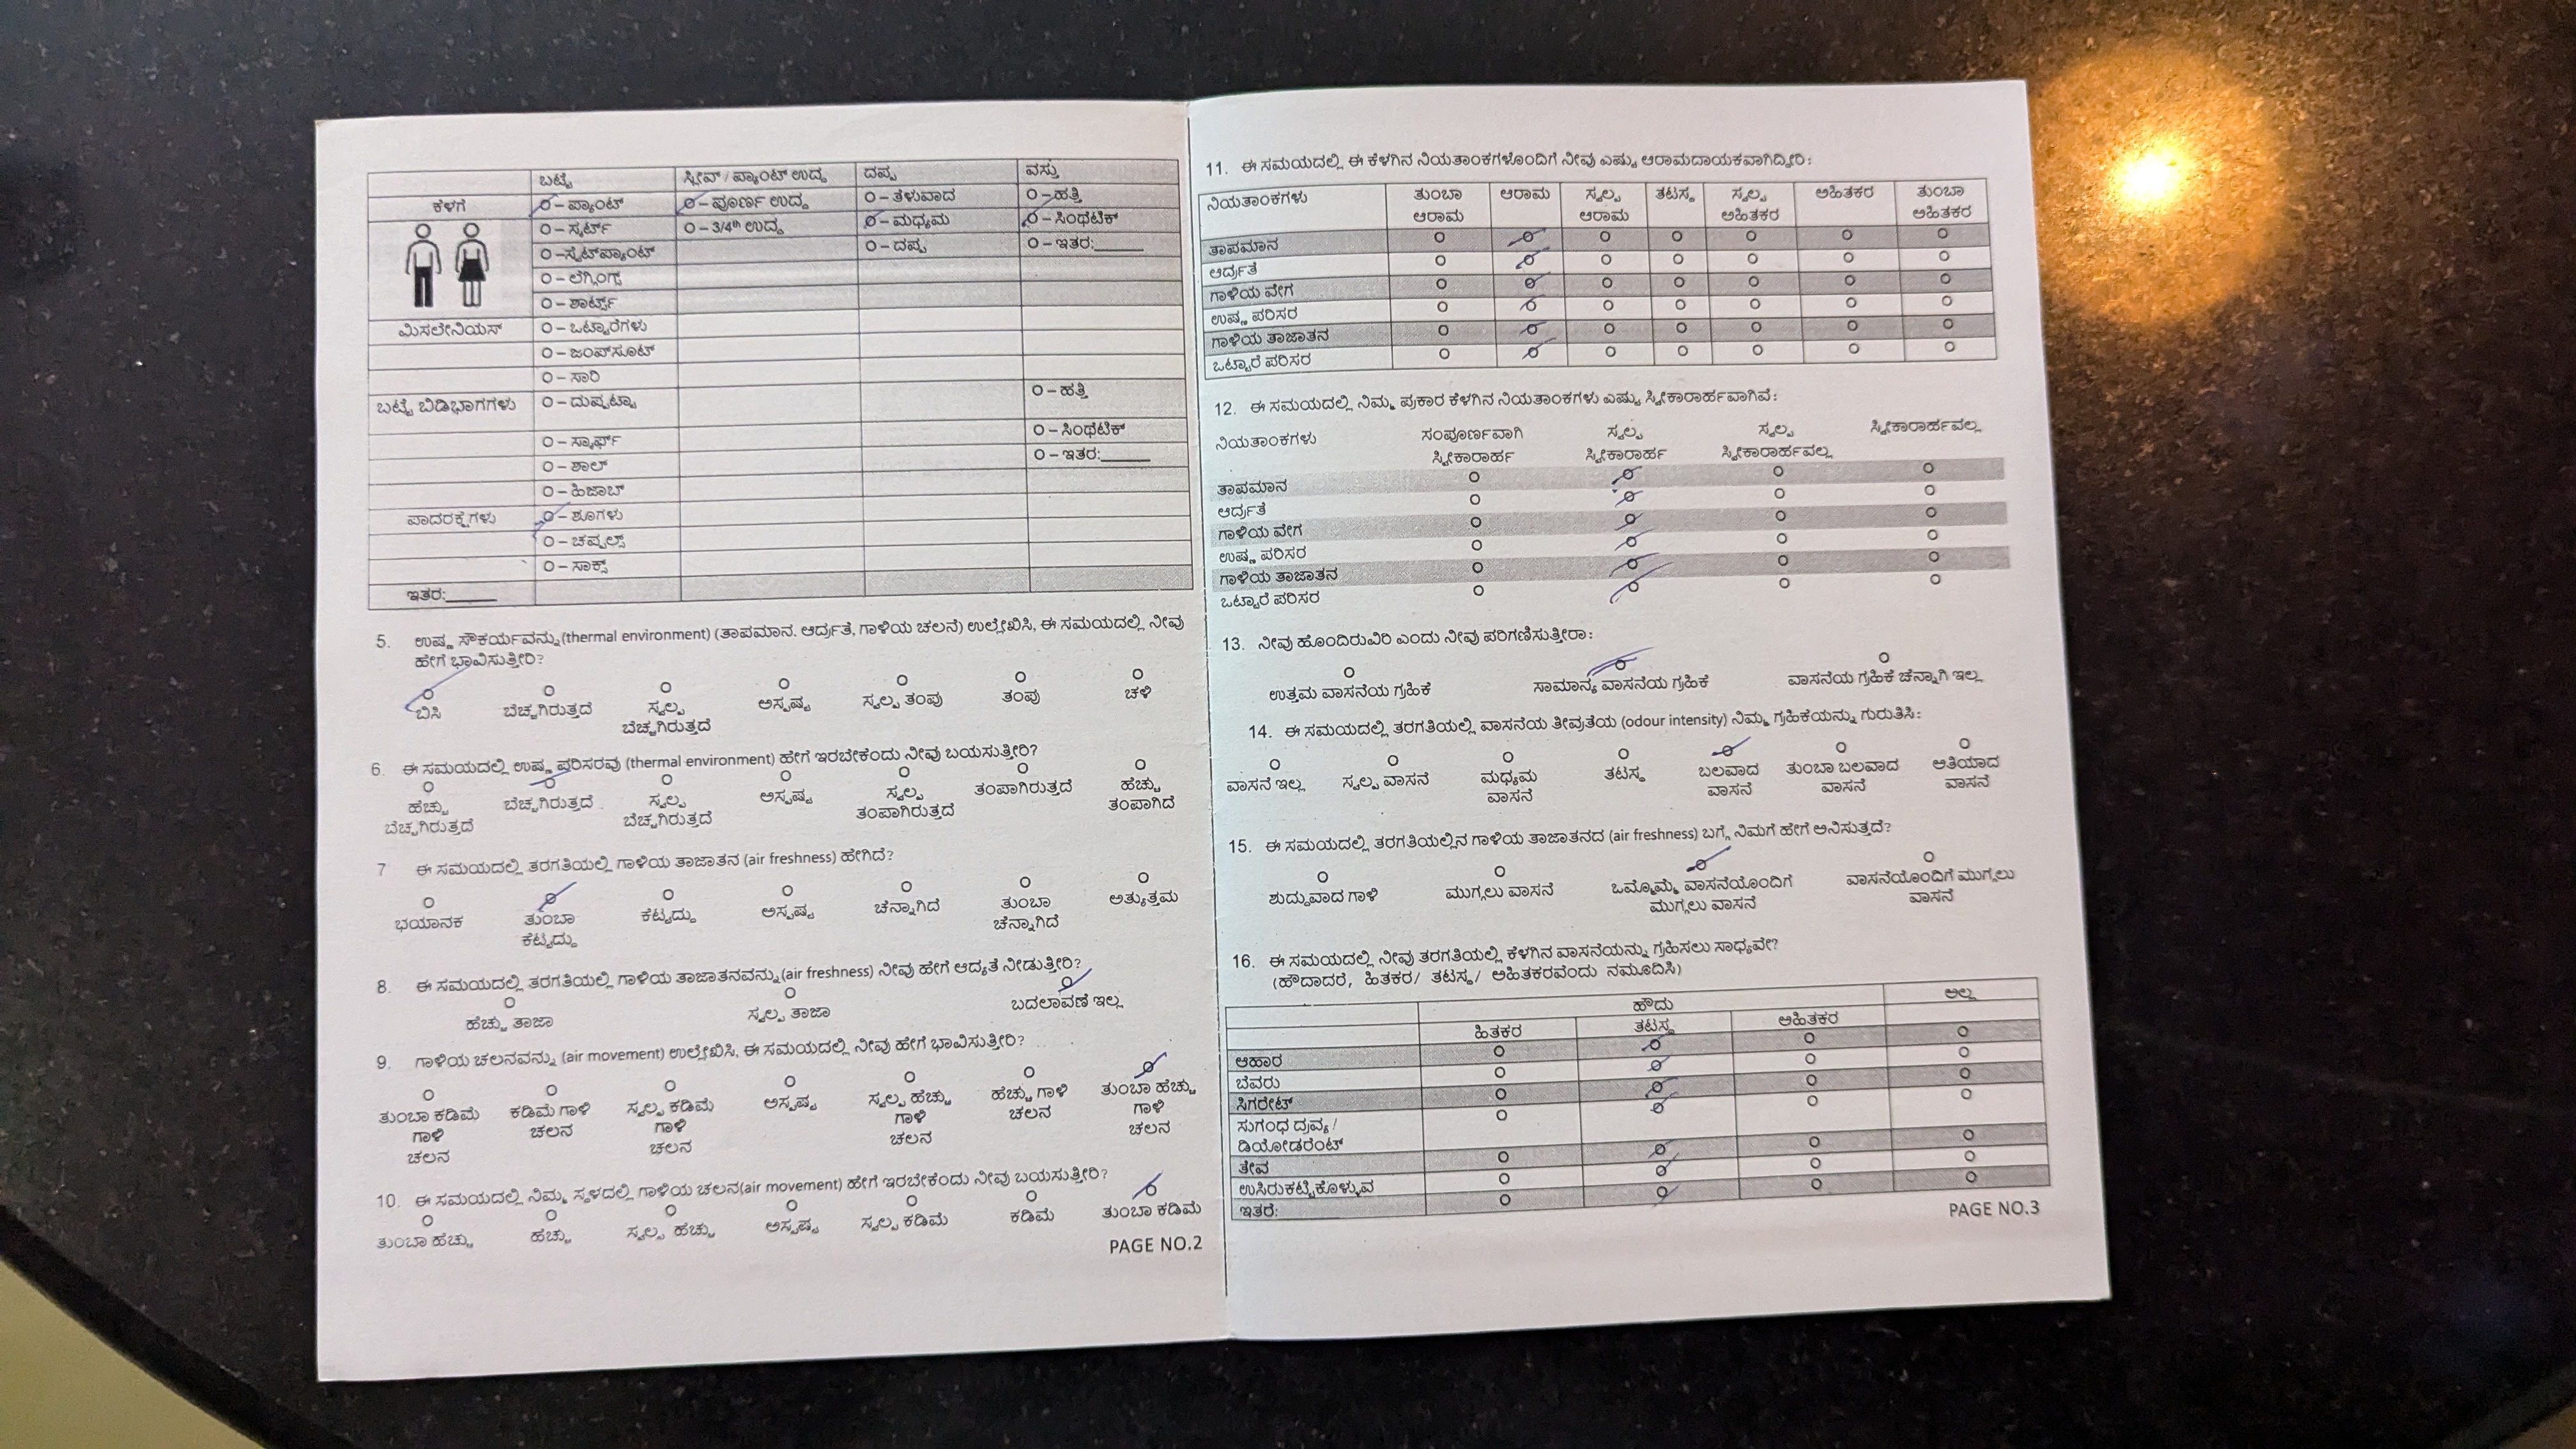 ಬಟ್ಟೆ ಸ್ಲೀವ್ / ಪ್ಯಾಂಟ್ ಉದ್ದ ದಪ್ಪ ವಸ್ತು
ಕೆಳಗೆ O – ಪ್ಯಾಂಟ್ O – ಪೂರ್ಣ ಉದ್ದ O – ತೆಳುವಾದ O – ಹತ್ತಿ
O – ಸ್ಕರ್ಟ್ O – 3/4th ಉದ್ದ O – ಮಧ್ಯಮ O – ಸಿಂಥೆಟಿಕ್
O –ಸ್ವೆಟ್‌ಪ್ಯಾಂಟ್ O – ದಪ್ಪ O – ಇತರ:_____
O – ಲೆಗ್ಗಿಂಗ್ಸ್
O – ಶಾರ್ಟ್ಸ್
ಮಿಸಲೇನಿಯಸ್ O – ಒಟ್ಟಾರೆಗಳು
O – ಜಂಪ್‌ಸೂಟ್
O – ಸಾರಿ
ಬಟ್ಟೆ ಬಿಡಿಭಾಗಗಳು O – ದುಪ್ಪಟ್ಟಾ O – ಹತ್ತಿ
O – ಸ್ಕಾರ್ಫ್ O – ಸಿಂಥೆಟಿಕ್
O – ಶಾಲ್ O – ಇತರ:_____
O – ಹಿಜಾಬ್
ಪಾದರಕ್ಷೆಗಳು O – ಶೂಗಳು
O – ಚಪ್ಪಲ್ಸ್
O – ಸಾಕ್ಸ್
ಇತರ:_____
5. ಉಷ್ಣ ಸೌಕರ್ಯವನ್ನು (thermal environment) (ತಾಪಮಾನ. ಆರ್ದ್ರತೆ, ಗಾಳಿಯ ಚಲನೆ) ಉಲ್ಲೇಖಿಸಿ, ಈ ಸಮಯದಲ್ಲಿ ನೀವು
ಹೇಗೆ ಭಾವಿಸುತ್ತೀರಿ?
ಬಿಸಿ ಬೆಚ್ಚಗಿರುತ್ತದೆ ಸ್ವಲ್ಪ ಅಸ್ಪಷ್ಟ ಸ್ವಲ್ಪ ತಂಪು ತಂಪು ಚಳಿ
ಬೆಚ್ಚಗಿರುತ್ತದೆ
6. ಈ ಸಮಯದಲ್ಲಿ ಉಷ್ಣ ಪರಿಸರವು (thermal environment) ಹೇಗೆ ಇರಬೇಕೆಂದು ನೀವು ಬಯಸುತ್ತೀರಿ?
ಹೆಚ್ಚು ಬೆಚ್ಚಗಿರುತ್ತದೆ ಸ್ವಲ್ಪ ಅಸ್ಪಷ್ಟ ಸ್ವಲ್ಪ ತಂಪಾಗಿರುತ್ತದೆ ಹೆಚ್ಚು
ಬೆಚ್ಚಗಿರುತ್ತದೆ ಬೆಚ್ಚಗಿರುತ್ತದೆ ತಂಪಾಗಿರುತ್ತದೆ ತಂಪಾಗಿದೆ
7 ಈ ಸಮಯದಲ್ಲಿ ತರಗತಿಯಲ್ಲಿ ಗಾಳಿಯ ತಾಜಾತನ (air freshness) ಹೇಗಿದೆ?
ಭಯಾನಕ ತುಂಬಾ ಕೆಟ್ಟದ್ದು ಅಸ್ಪಷ್ಟ ಚೆನ್ನಾಗಿದೆ ತುಂಬಾ ಅತ್ಯುತ್ತಮ
ಕೆಟ್ಟದ್ದು ಚೆನ್ನಾಗಿದೆ
8. ಈ ಸಮಯದಲ್ಲಿ ತರಗತಿಯಲ್ಲಿ ಗಾಳಿಯ ತಾಜಾತನವನ್ನು (air freshness) ನೀವು ಹೇಗೆ ಆದ್ಯತೆ ನೀಡುತ್ತೀರಿ?
ಹೆಚ್ಚು ತಾಜಾ ಸ್ವಲ್ಪ ತಾಜಾ ಬದಲಾವಣೆ ಇಲ್ಲ
9. ಗಾಳಿಯ ಚಲನವನ್ನು (air movement) ಉಲ್ಲೇಖಿಸಿ, ಈ ಸಮಯದಲ್ಲಿ ನೀವು ಹೇಗೆ ಭಾವಿಸುತ್ತೀರಿ?
ತುಂಬಾ ಕಡಿಮೆ ಕಡಿಮೆ ಗಾಳಿ ಸ್ವಲ್ಪ ಕಡಿಮೆ ಅಸ್ಪಷ್ಟ ಸ್ವಲ್ಪ ಹೆಚ್ಚು ಹೆಚ್ಚು ಗಾಳಿ ತುಂಬಾ ಹೆಚ್ಚು
ಗಾಳಿ ಚಲನ ಗಾಳಿ ಗಾಳಿ ಚಲನ ಗಾಳಿ
ಚಲನ ಚಲನ ಚಲನ ಚಲನ
10. ಈ ಸಮಯದಲ್ಲಿ ನಿಮ್ಮ ಸ್ಥಳದಲ್ಲಿ ಗಾಳಿಯ ಚಲನ(air movement) ಹೇಗೆ ಇರಬೇಕೆಂದು ನೀವು ಬಯಸುತ್ತೀರಿ?
ತುಂಬಾ ಹೆಚ್ಚು ಹೆಚ್ಚು ಸ್ವಲ್ಪ ಹೆಚ್ಚು ಅಸ್ಪಷ್ಟ ಸ್ವಲ್ಪ ಕಡಿಮೆ ಕಡಿಮೆ ತುಂಬಾ ಕಡಿಮೆ
PAGE NO.2
11. ಈ ಸಮಯದಲ್ಲಿ ಈ ಕೆಳಗಿನ ನಿಯತಾಂಕಗಳೊಂದಿಗೆ ನೀವು ಎಷ್ಟು ಆರಾಮದಾಯಕವಾಗಿದ್ದೀರಿ:
ನಿಯತಾಂಕಗಳು ತುಂಬಾ ಆರಾಮ ಸ್ವಲ್ಪ ತಟಸ್ಥ ಸ್ವಲ್ಪ ಅಹಿತಕರ ತುಂಬಾ
ಆರಾಮ ಆರಾಮ ಅಹಿತಕರ ಅಹಿತಕರ
ತಾಪಮಾನ
ಆರ್ದ್ರತೆ
ಗಾಳಿಯ ವೇಗ
ಉಷ್ಣ ಪರಿಸರ
ಗಾಳಿಯ ತಾಜಾತನ
ಒಟ್ಟಾರೆ ಪರಿಸರ
12. ಈ ಸಮಯದಲ್ಲಿ ನಿಮ್ಮ ಪ್ರಕಾರ ಕೆಳಗಿನ ನಿಯತಾಂಕಗಳು ಎಷ್ಟು ಸ್ವೀಕಾರಾರ್ಹವಾಗಿವೆ:
ನಿಯತಾಂಕಗಳು ಸಂಪೂರ್ಣವಾಗಿ ಸ್ವಲ್ಪ ಸ್ವಲ್ಪ ಸ್ವೀಕಾರಾರ್ಹವಲ್ಲ
ಸ್ವೀಕಾರಾರ್ಹ ಸ್ವೀಕಾರಾರ್ಹ ಸ್ವೀಕಾರಾರ್ಹವಲ್ಲ
ತಾಪಮಾನ
ಆರ್ದ್ರತೆ
ಗಾಳಿಯ ವೇಗ
ಉಷ್ಣ ಪರಿಸರ
ಗಾಳಿಯ ತಾಜಾತನ
ಒಟ್ಟಾರೆ ಪರಿಸರ
13. ನೀವು ಹೊಂದಿರುವಿರಿ ಎಂದು ನೀವು ಪರಿಗಣಿಸುತ್ತೀರಾ:
ಉತ್ತಮ ವಾಸನೆಯ ಗ್ರಹಿಕೆ ಸಾಮಾನ್ಯ ವಾಸನೆಯ ಗ್ರಹಿಕೆ ವಾಸನೆಯ ಗ್ರಹಿಕೆ ಚೆನ್ನಾಗಿ ಇಲ್ಲ
14. ಈ ಸಮಯದಲ್ಲಿ ತರಗತಿಯಲ್ಲಿ ವಾಸನೆಯ ತೀವ್ರತೆಯ (odour intensity) ನಿಮ್ಮ ಗ್ರಹಿಕೆಯನ್ನು ಗುರುತಿಸಿ:
ವಾಸನೆ ಇಲ್ಲ ಸ್ವಲ್ಪ ವಾಸನೆ ಮಧ್ಯಮ ತಟಸ್ಥ ಬಲವಾದ ತುಂಬಾ ಬಲವಾದ ಅತಿಯಾದ
ವಾಸನೆ ವಾಸನೆ ವಾಸನೆ ವಾಸನೆ
15. ಈ ಸಮಯದಲ್ಲಿ ತರಗತಿಯಲ್ಲಿನ ಗಾಳಿಯ ತಾಜಾತನದ (air freshness) ಬಗ್ಗೆ ನಿಮಗೆ ಹೇಗೆ ಅನಿಸುತ್ತದೆ?
ಶುದ್ಧವಾದ ಗಾಳಿ ಮುಗ್ಗಲು ವಾಸನೆ ಒಮ್ಮೊಮ್ಮೆ ವಾಸನೆಯೊಂದಿಗೆ ವಾಸನೆಯೊಂದಿಗೆ ಮುಗ್ಗಲು
ಮುಗ್ಗಲು ವಾಸನೆ ವಾಸನೆ
16. ಈ ಸಮಯದಲ್ಲಿ ನೀವು ತರಗತಿಯಲ್ಲಿ ಕೆಳಗಿನ ವಾಸನೆಯನ್ನು ಗ್ರಹಿಸಲು ಸಾಧ್ಯವೇ?
(ಹೌದಾದರೆ, ಹಿತಕರ/ ತಟಸ್ಥ/ ಅಹಿತಕರವೆಂದು ನಮೂದಿಸಿ)
ಹೌದು ಅಲ್ಲ
ಹಿತಕರ ತಟಸ್ಥ ಅಹಿತಕರ
ಆಹಾರ
ಬೆವರು
ಸಿಗರೇಟ್
ಸುಗಂಧ ದ್ರವ್ಯ /
ಡಿಯೋಡರೆಂಟ್
ತೇವ
ಉಸಿರುಕಟ್ಟಿಕೊಳ್ಳುವ
ಇತರೆ:
PAGE NO.3